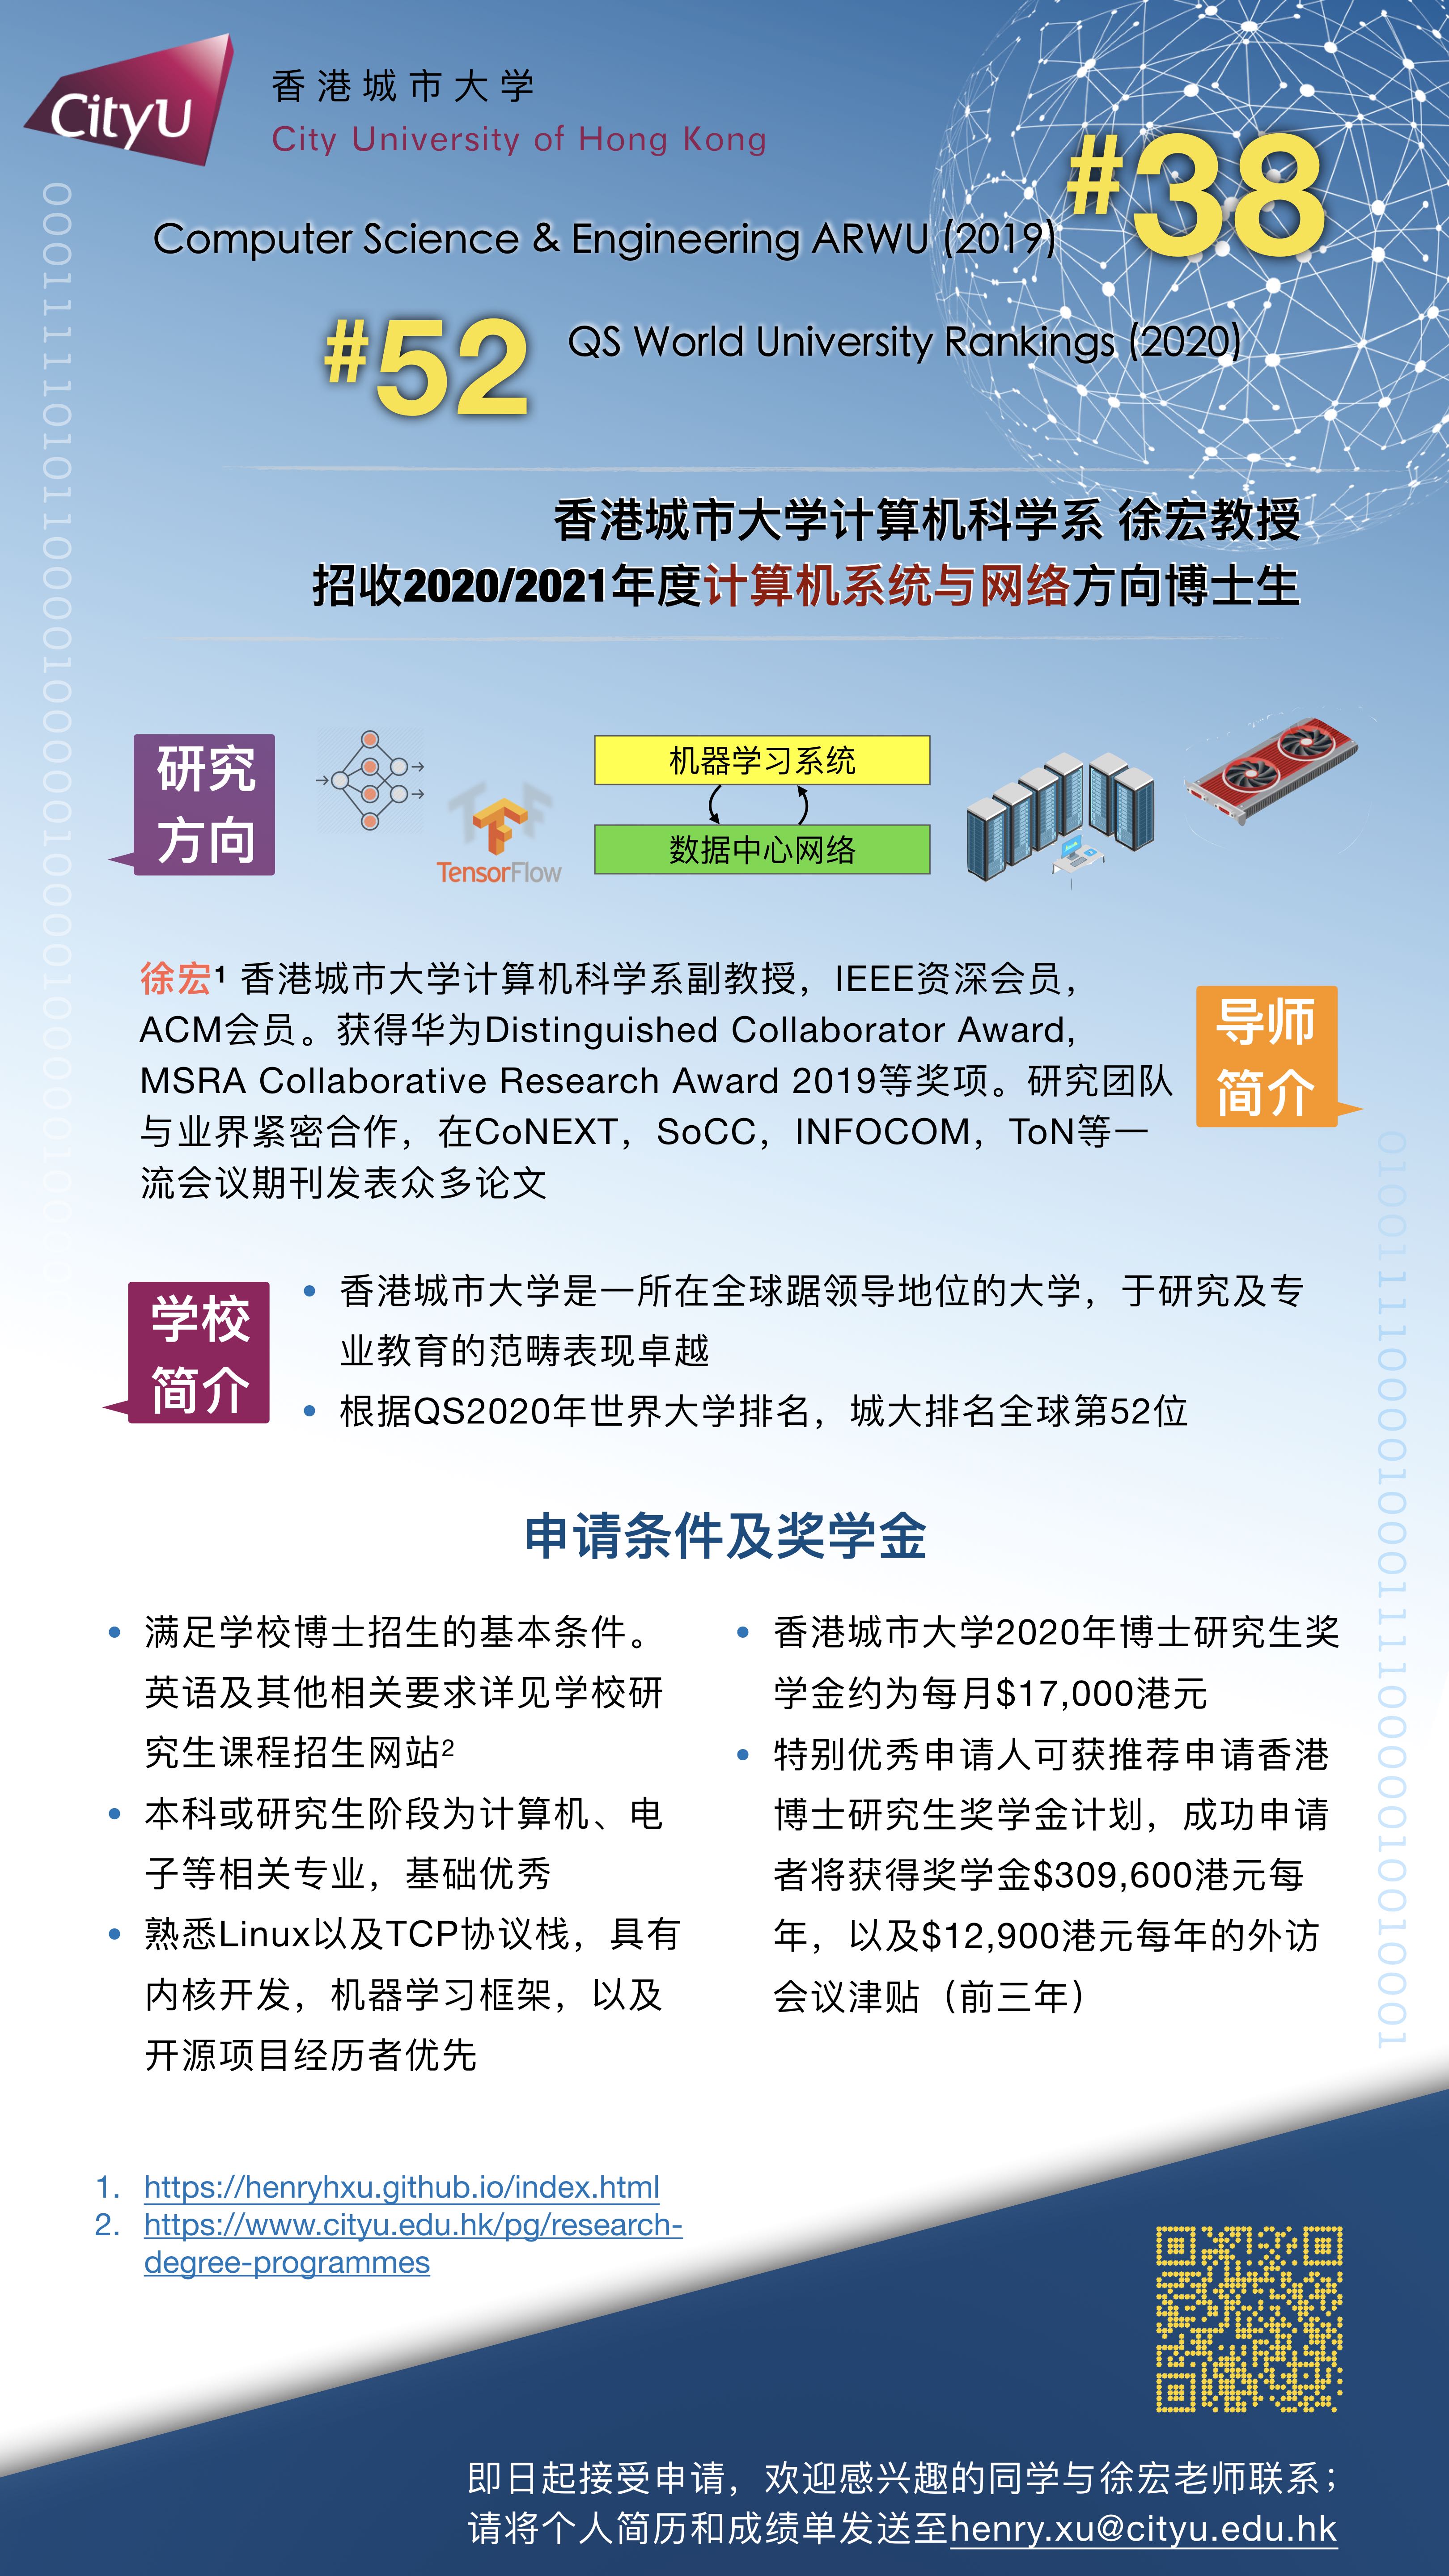 CityU
香港城市大学
City University of Hong Kong
#38
Computer Science & Engineering ARWU (2019)
#52
QS World University Rankings (2020)
香港城市大学计算机科学系 徐宏教授
招收2020/2021年度计算机系统与网络方向博士生
研究
方向
TensorFlow
机器学习系统
数据中心网络
徐宏¹ 香港城市大学计算机科学系副教授，IEEE资深会员，
ACM会员。获得华为Distinguished Collaborator Award,
MSRA Collaborative Research Award 2019等奖项。研究团队
与业界紧密合作，在CoNEXT，SoCC，INFOCOM，ToN等一
流会议期刊发表众多论文
导师
简介
学校
简介
• 香港城市大学是一所在全球踞领导地位的大学，于研究及专
业教育的范畴表现卓越
• 根据QS2020年世界大学排名，城大排名全球第52位
申请条件及奖学金
• 满足学校博士招生的基本条件。
英语及其他相关要求详见学校研
究生课程招生网站²
• 本科或研究生阶段为计算机、电
子等相关专业，基础优秀
• 熟悉Linux以及TCP协议栈，具有
内核开发，机器学习框架，以及
开源项目经历者优先
• 香港城市大学2020年博士研究生奖
学金约为每月$17,000港元
• 特别优秀申请人可获推荐申请香港
博士研究生奖学金计划，成功申请
者将获得奖学金$309,600港元每
年，以及$12,900港元每年的外访
会议津贴（前三年）
1. https://henryhxu.github.io/index.html
2. https://www.cityu.edu.hk/pg/research-
degree-programmes
即日起接受申请，欢迎感兴趣的同学与徐宏老师联系；
请将个人简历和成绩单发送至henry.xu@cityu.edu.hk